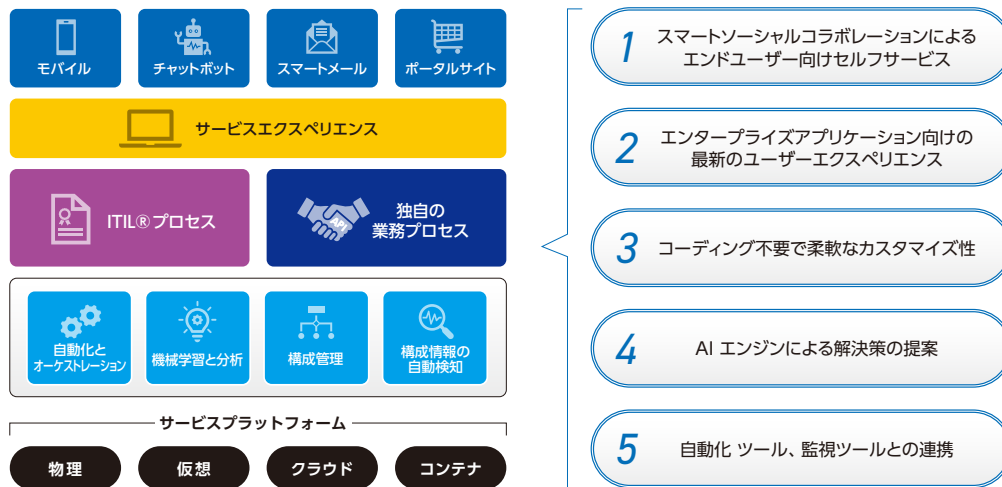 モバイル
チャットボット
スマートメール
ポータルサイト
サービスエクスペリエンス
ITIL®プロセス
API
独自の
業務プロセス
自動化と
オーケストレーション
機械学習と分析
構成管理
構成情報の
自動検知
サービスプラットフォーム
物理
仮想
クラウド
コンテナ
1
スマートソーシャルコラボレーションによる
エンドユーザー向けセルフサービス
2
エンタープライズアプリケーション向けの
最新のユーザーエクスペリエンス
3
コーディング不要で柔軟なカスタマイズ性
4
AI エンジンによる解決策の提案
5
自動化 ツール、監視ツールとの連携